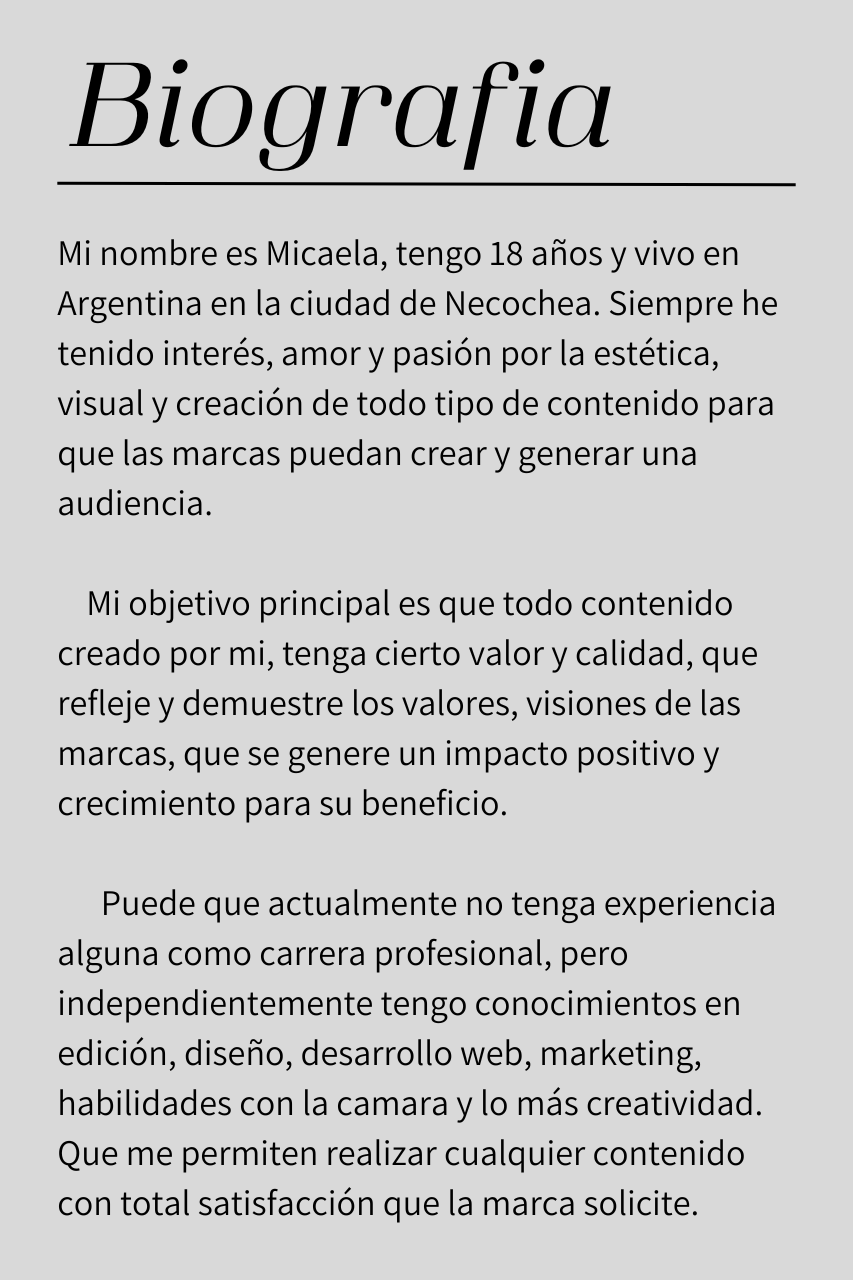 Biografia
Mi nombre es Micaela, tengo 18 años y vivo en
Argentina en la ciudad de Necochea. Siempre he
tenido interés, amor y pasión por la estética,
visual y creación de todo tipo de contenido para
que las marcas puedan crear y generar una
audiencia.
Mi objetivo principal es que todo contenido
creado por mi, tenga cierto valor y calidad, que
refleje y demuestre los valores, visiones de las
marcas, que se genere un impacto positivo y
crecimiento para su beneficio.
Puede que actualmente no tenga experiencia
alguna como carrera profesional, pero
independientemente tengo conocimientos en
edición, diseño, desarrollo web, marketing,
habilidades con la camara y lo más creatividad.
Que me permiten realizar cualquier contenido
con total satisfacción que la marca solicite.